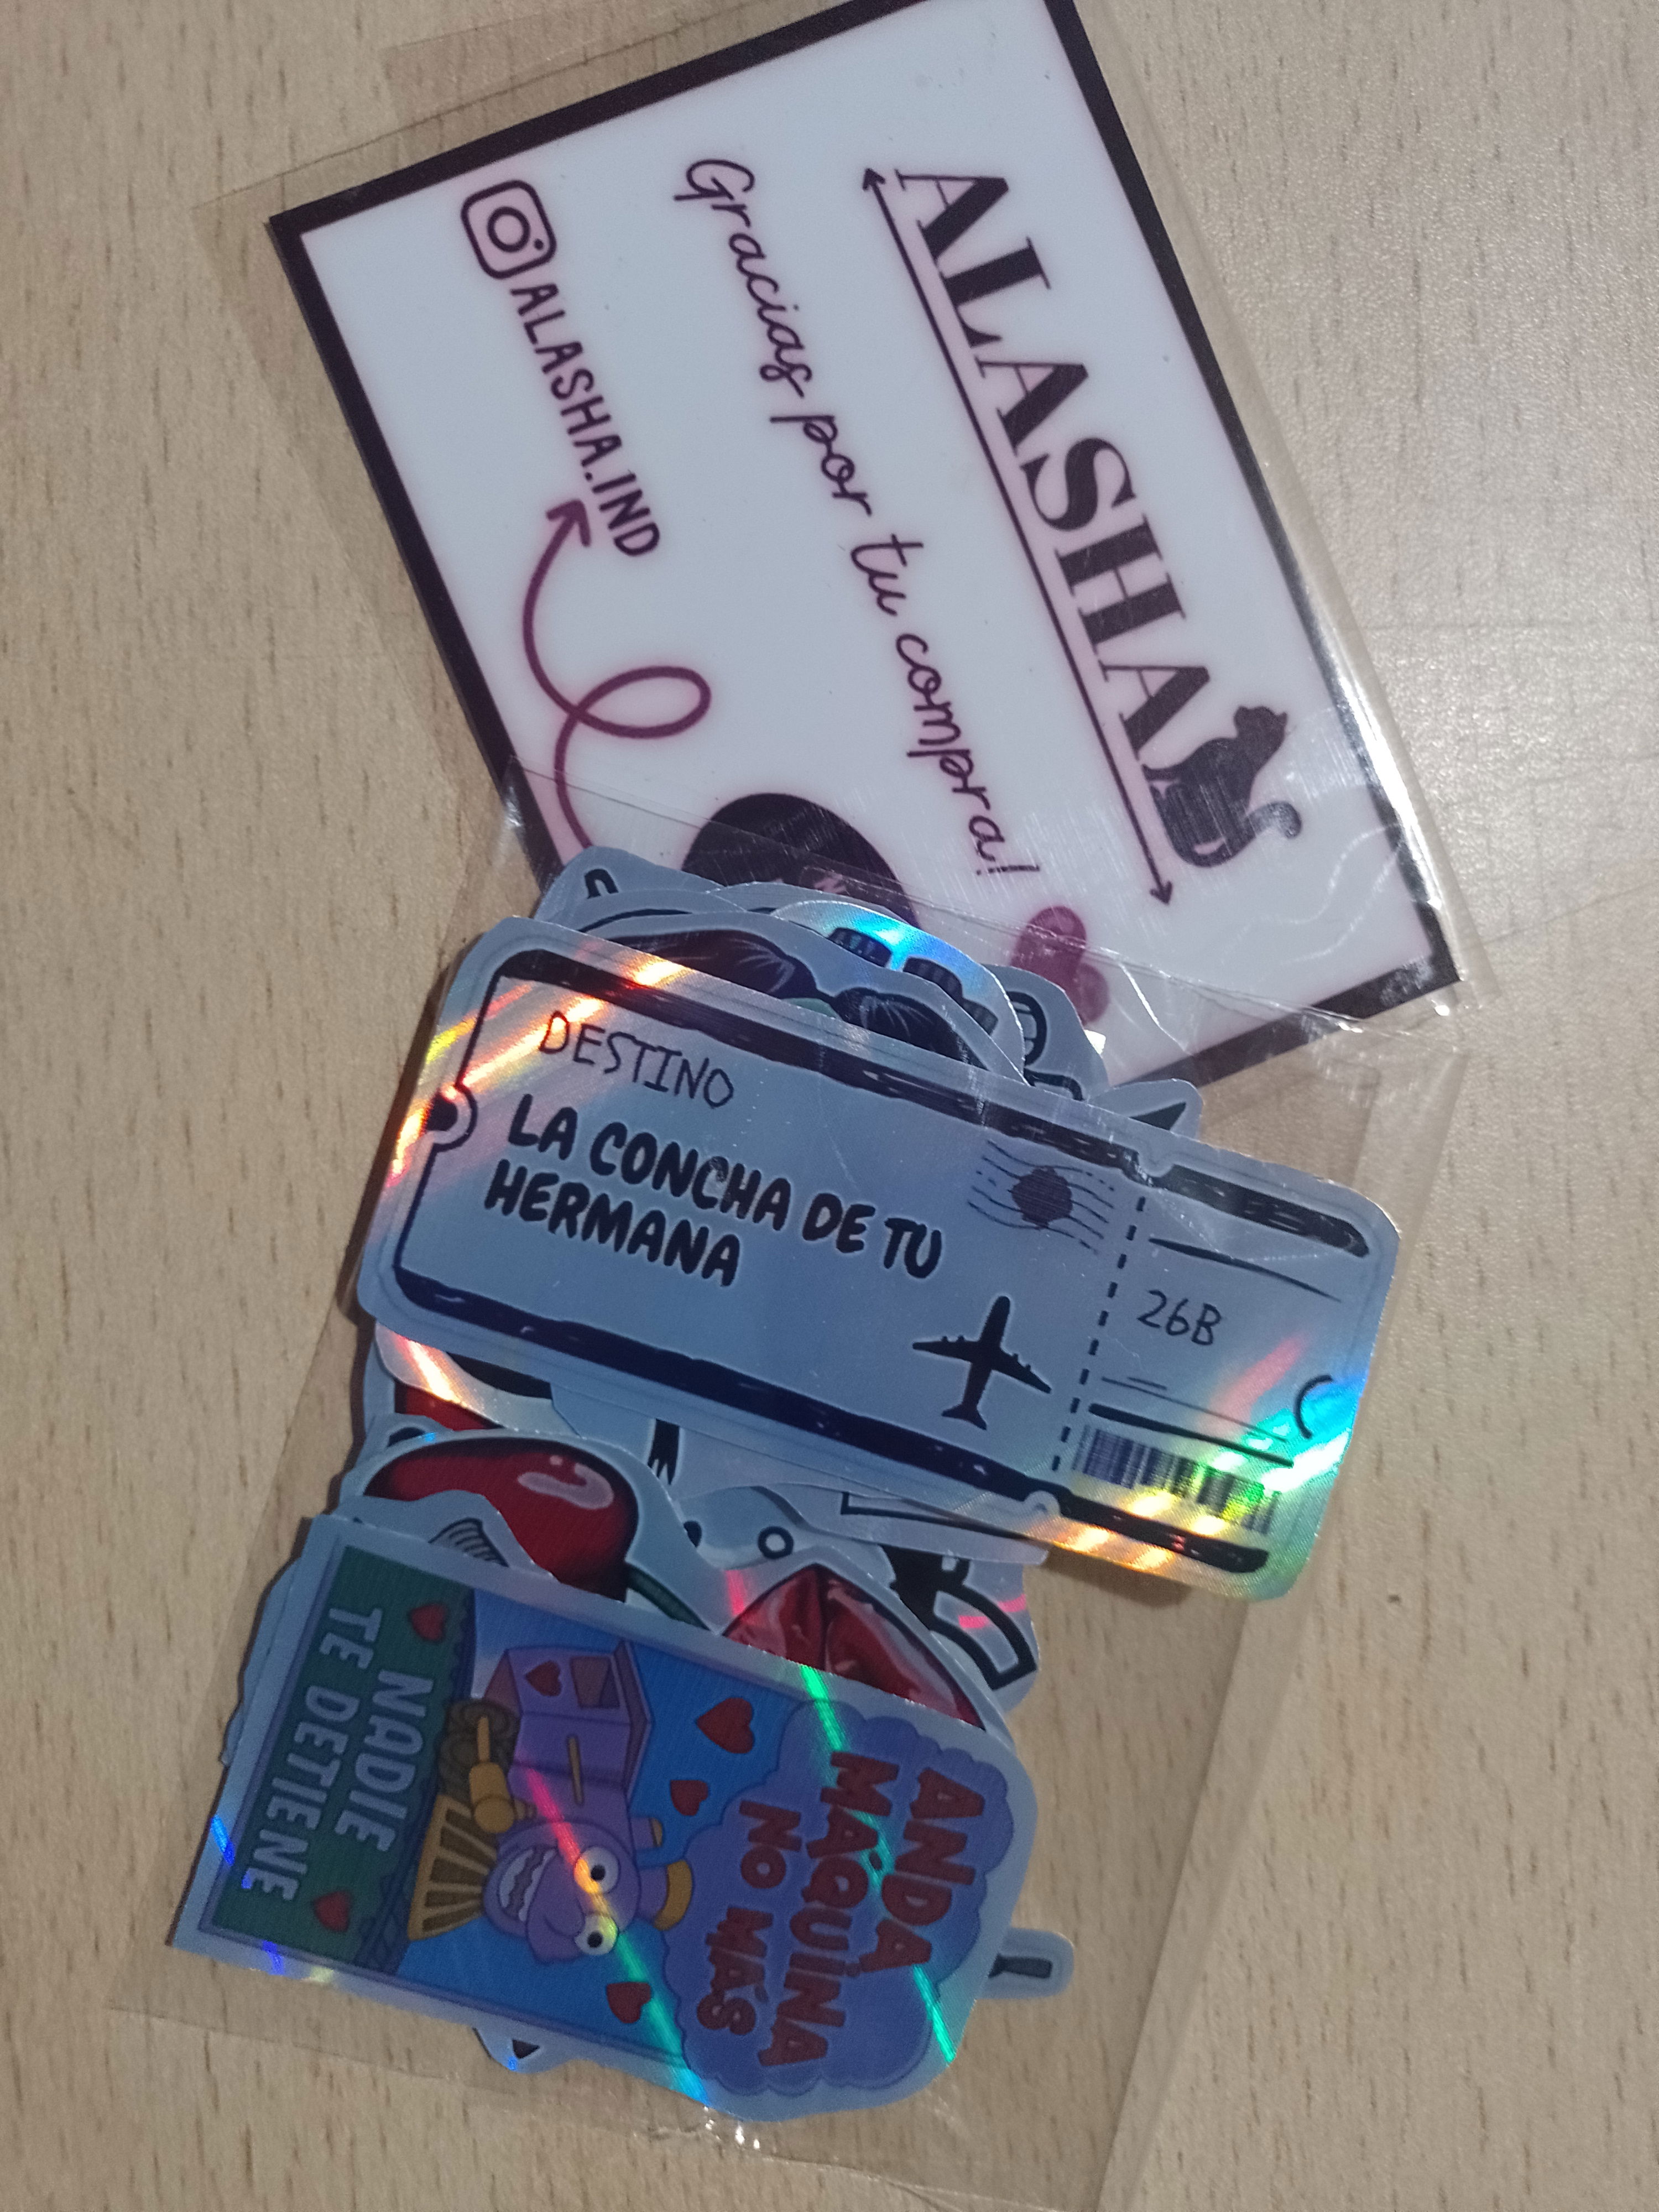 ALASHA
Gracias por tu compra!
ALASHA.IND
DESTINO
LA CONCHA DE TU
HERMANA
26B
ANDA
MÁQUINA
NO MÁS
NADIE
TE DETIENE